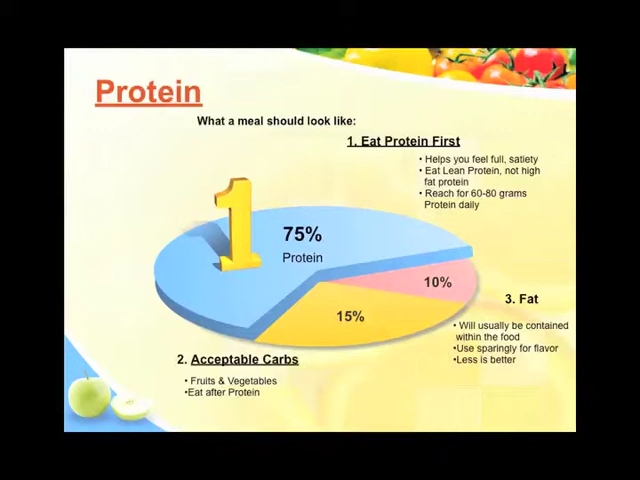 Protein
What a meal should look like:
1. Eat Protein First
• Helps you feel full, satiety
• Eat Lean Protein, not high
fat protein
• Reach for 60-80 grams
Protein daily
1
75%
Protein
10%
15%
3. Fat
• Will usually be contained
within the food
•Use sparingly for flavor
•Less is better
2. Acceptable Carbs
• Fruits & Vegetables
•Eat after Protein